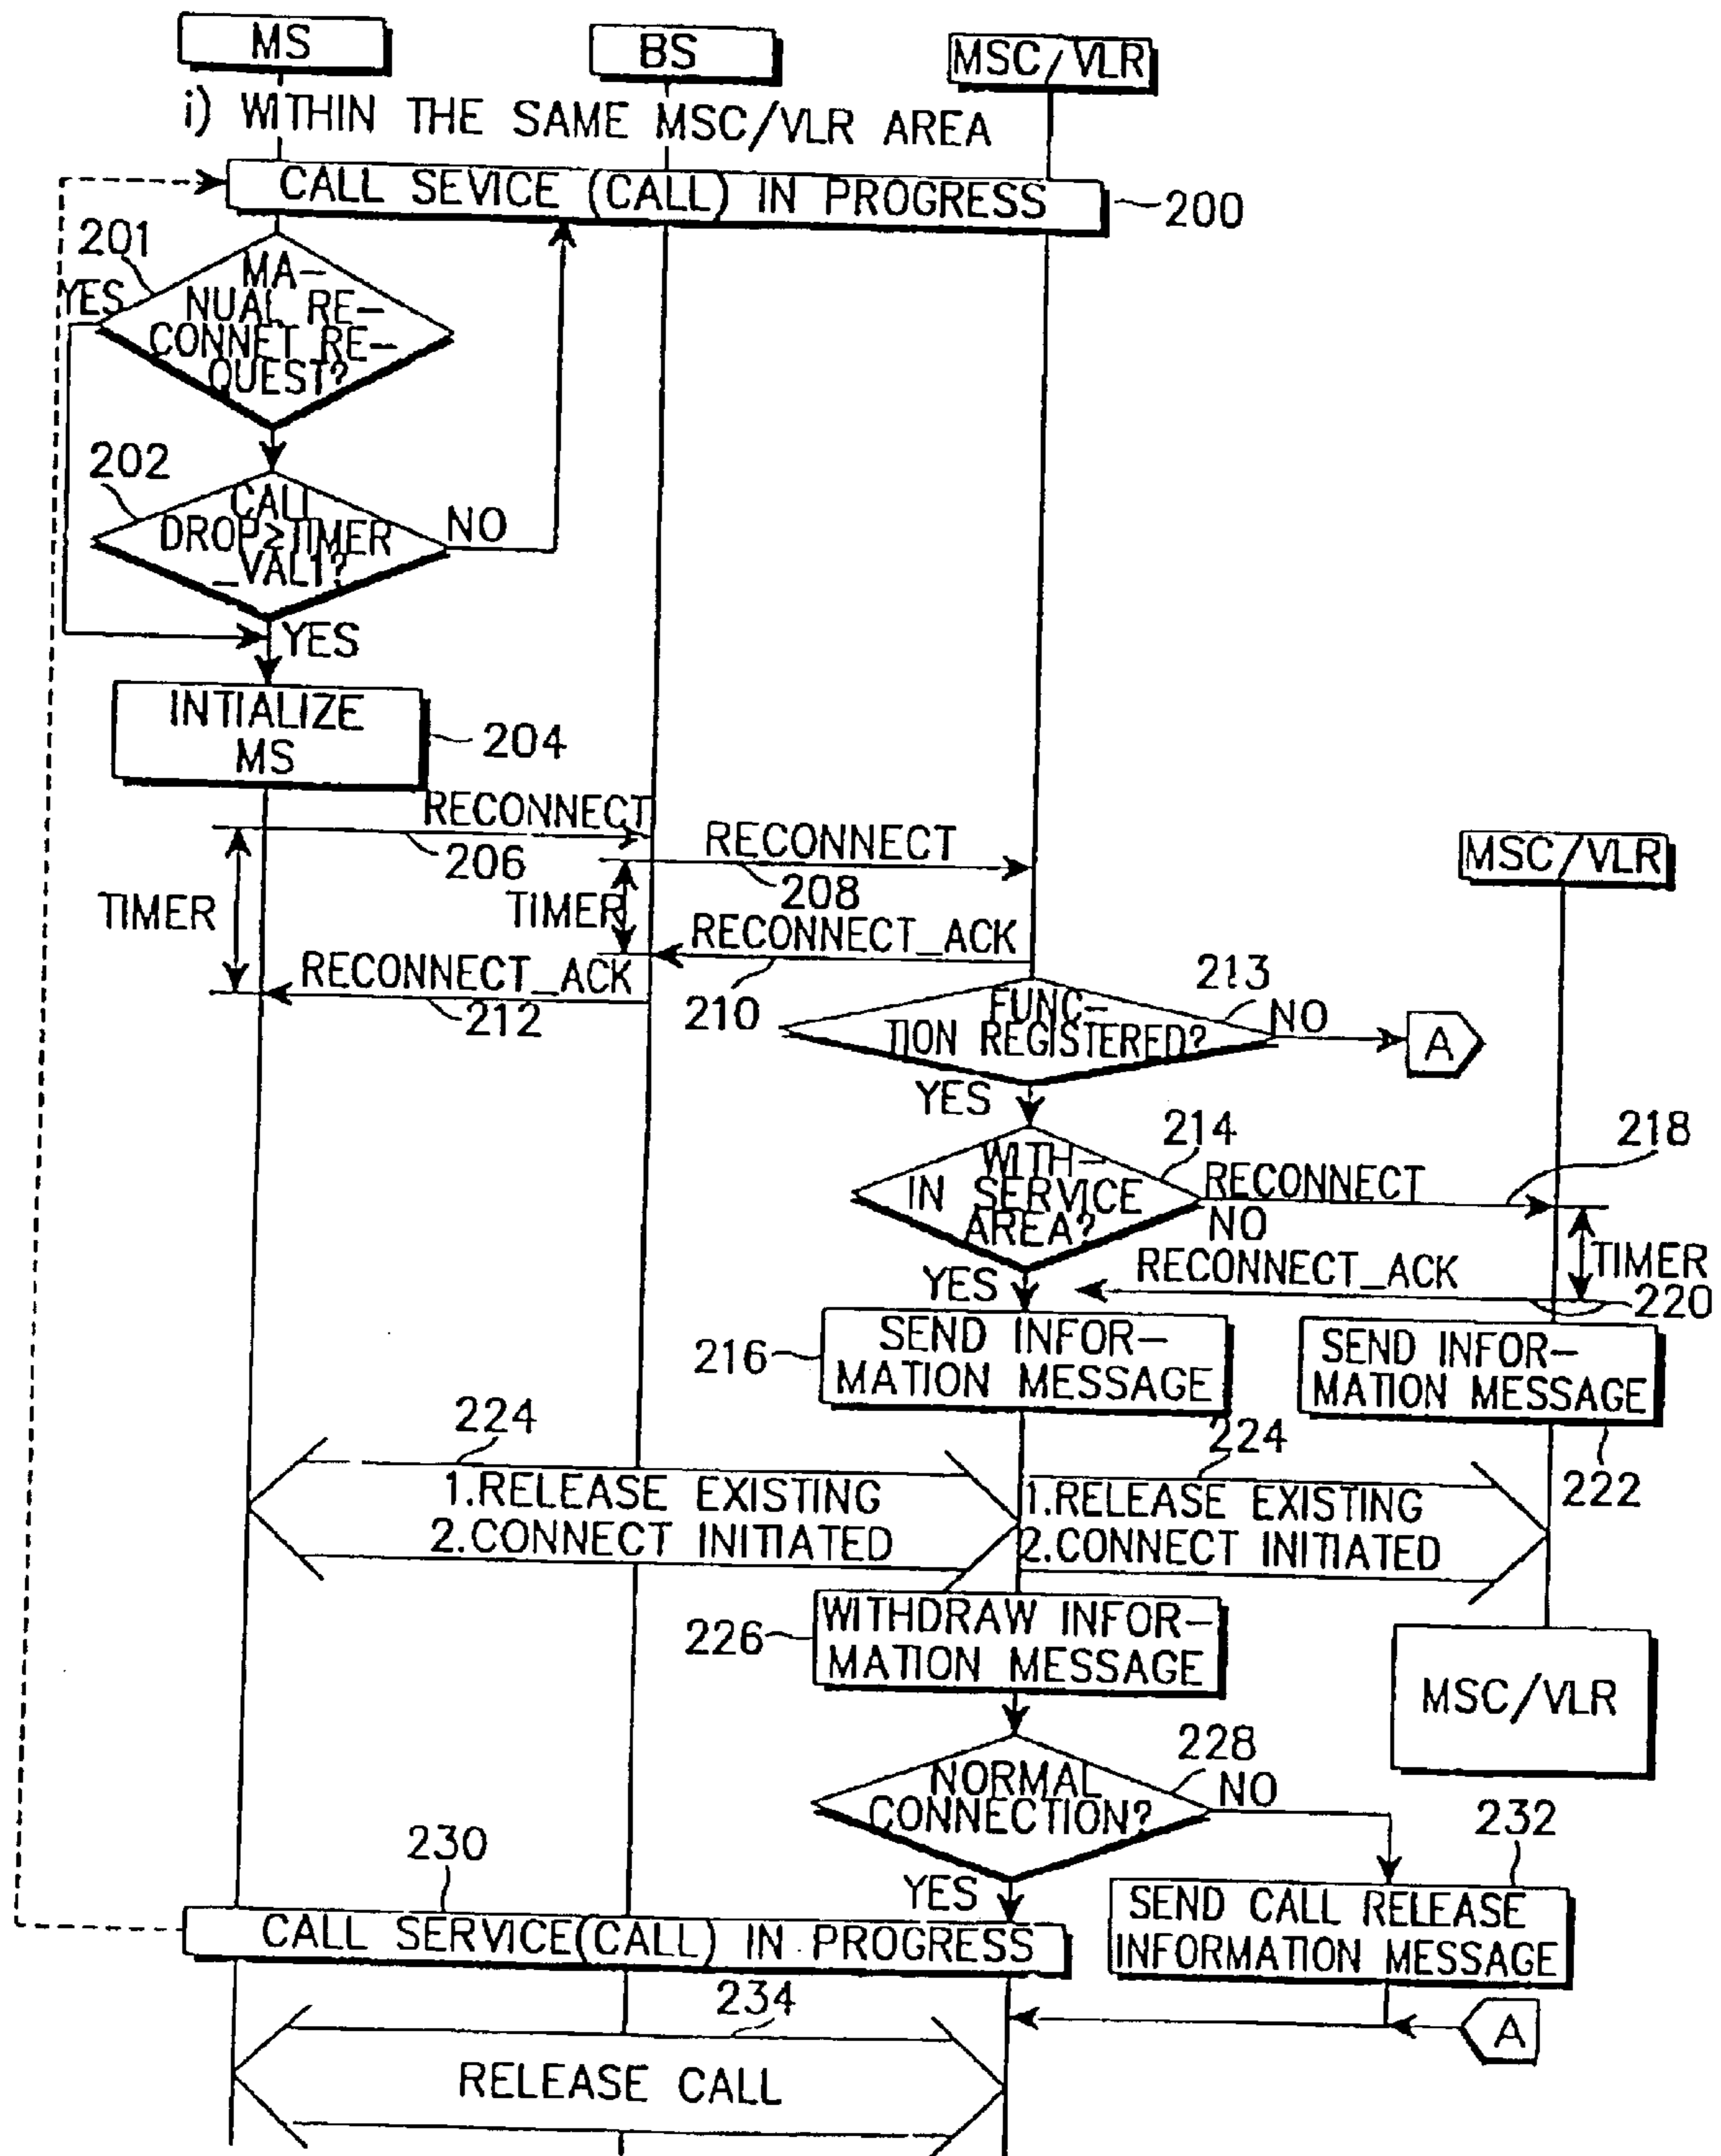 MS
BS
MSC/VLR
i) WITHIN THE SAME MSC/VLR AREA
CALL SEVICE (CALL) IN PROGRESS
200
201
YES
MA-
NUAL RE-
CONNET RE-
QUEST?
202
CALL
DROP≥TIMER
_VAL1?
NO
YES
INTIALIZE
MS
204
RECONNECT
206
RECONNECT
208
MSC/VLR
TIMER
TIMER
RECONNECT_ACK
210
RECONNECT_ACK
212
213
FUNC-
TION REGISTERED?
NO
A
YES
214
218
WITH-
IN SERVICE
AREA?
RECONNECT
NO
RECONNECT_ACK
TIMER
220
YES
216
SEND INFOR-
MATION MESSAGE
SEND INFOR-
MATION MESSAGE
222
224
1.RELEASE EXISTING
2.CONNECT INITIATED
224
1.RELEASE EXISTING
2.CONNECT INITIATED
226
WITHDRAW INFOR-
MATION MESSAGE
MSC/VLR
228
NORMAL
CONNECTION?
NO
232
YES
230
CALL SERVICE(CALL) IN PROGRESS
SEND CALL RELEASE
INFORMATION MESSAGE
A
234
RELEASE CALL